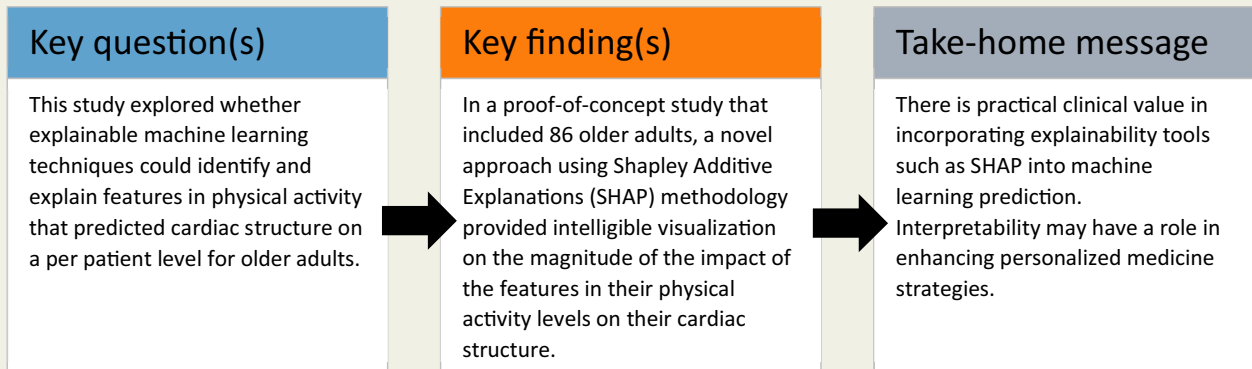 Key question(s)
This study explored whether
explainable machine learning
techniques could identify and
explain features in physical activity
that predicted cardiac structure on
a per patient level for older adults.
Key finding(s)
In a proof-of-concept study that
included 86 older adults, a novel
approach using Shapley Additive
Explanations (SHAP) methodology
provided intelligible visualization
on the magnitude of the impact of
the features in their physical
activity levels on their cardiac
structure.
Take-home message
There is practical clinical value in
incorporating explainability tools
such as SHAP into machine
learning prediction.
Interpretability may have a role in
enhancing personalized medicine
strategies.